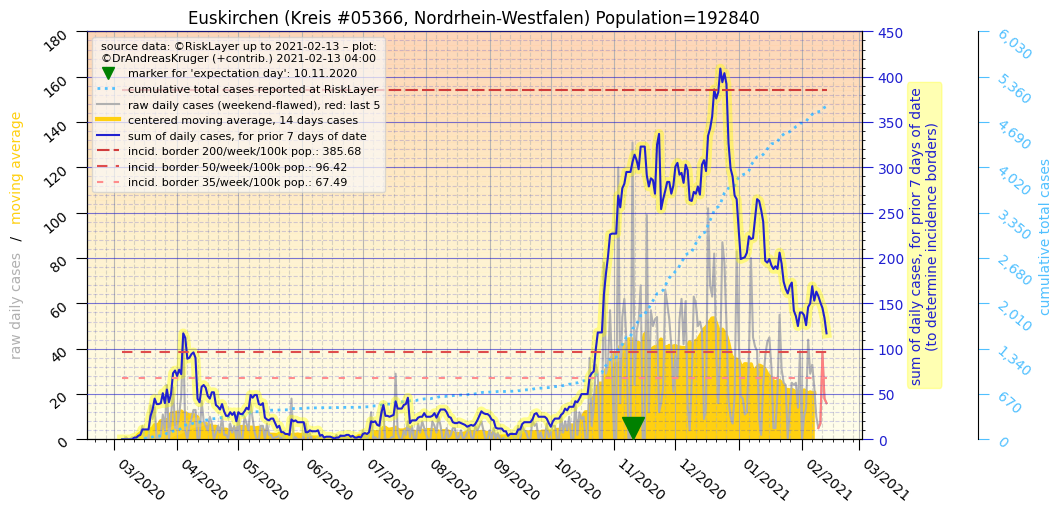 Euskirchen (Kreis #05366, Nordrhein-Westfalen) Population=192840
source data: ©RiskLayer up to 2021-02-13 – plot:
©DrAndreasKruger (+contrib.) 2021-02-13 04:00
marker for 'expectation day': 10.11.2020
cumulative total cases reported at RiskLayer
raw daily cases (weekend-flawed), red: last 5
centered moving average, 14 days cases
sum of daily cases, for prior 7 days of date
incid. border 200/week/100k pop.: 385.68
incid. border 50/week/100k pop.: 96.42
incid. border 35/week/100k pop.: 67.49
raw daily cases / moving average
180
160
140
120
100
80
60
40
20
0
03/2020
04/2020
05/2020
06/2020
07/2020
08/2020
09/2020
10/2020
11/2020
12/2020
01/2021
02/2021
03/2021
450
400
350
300
250
200
150
100
50
0
sum of daily cases, for prior 7 days of date
(to determine incidence borders)
6,030
5,360
4,690
4,020
3,350
2,680
2,010
1,340
670
0
cumulative total cases